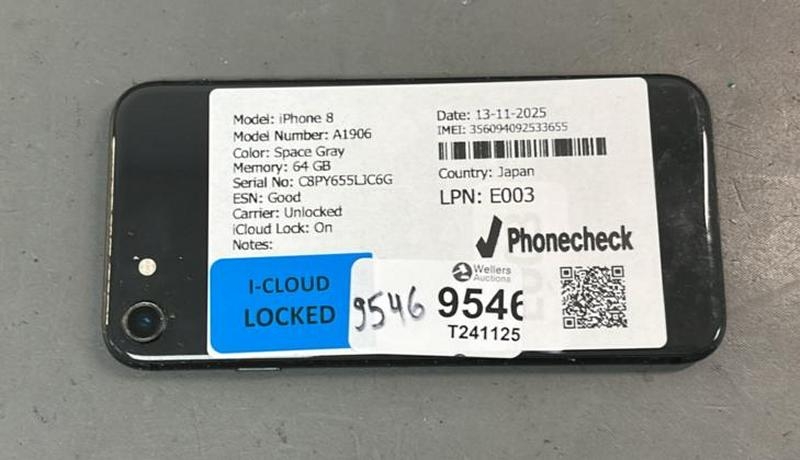 Model: iPhone 8
Model Number: A1906
Color: Space Gray
Memory: 64 GB
Serial No: C8PY655LJC6G
ESN: Good
Carrier: Unlocked
iCloud Lock: On
Notes:
Date: 13-11-2025
IMEI: 356094092533655
Country: Japan
LPN: E003
Phonecheck
I-CLOUD
LOCKED
9546
Wellers
Auctions
9546
T241125